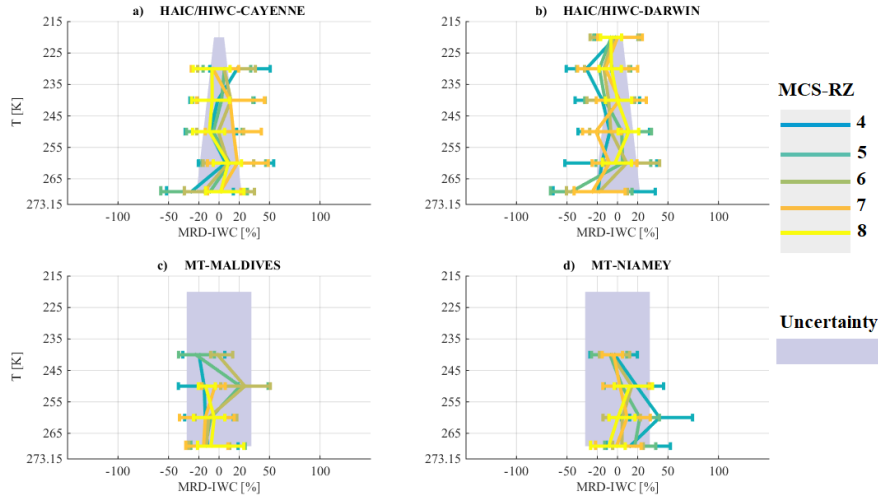 a) HAIC/HIWC-CAYENNE
215
225
235
245
255
265
273.15
T [K]
-100 -50 -20 0 20 50 100
MRD-IWC [%]
b) HAIC/HIWC-DARWIN
215
225
235
245
255
265
273.15
-100 -50 -20 0 20 50 100
MRD-IWC [%]
MCS-RZ
4
5
6
7
8
c) MT-MALDIVES
215
225
235
245
255
265
273.15
T [K]
-100 -50 -20 0 20 50 100
MRD-IWC [%]
d) MT-NIAMEY
215
225
235
245
255
265
273.15
-100 -50 -20 0 20 50 100
MRD-IWC [%]
Uncertainty